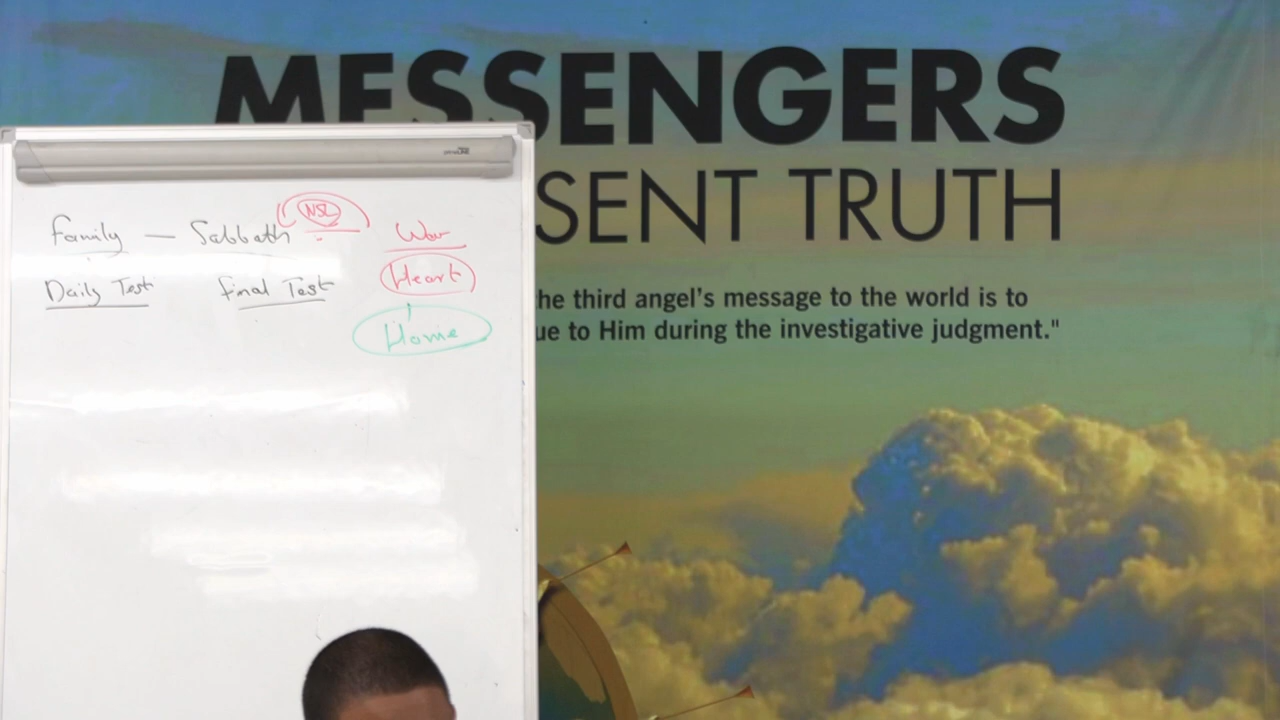 MESSENGERS
SENT TRUTH
he third angel's message to the world is to
ue to Him during the investigative judgment."
Family — Sabbath NSL War
Daily Test Final Test Heart
Home